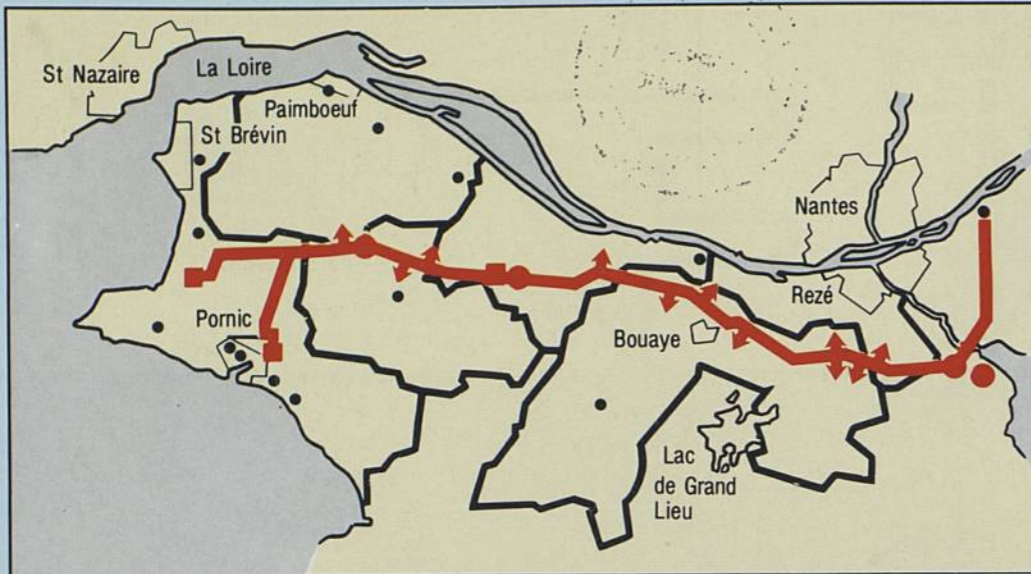 St Nazaire
La Loire
Paimboeuf
St Brévin
Nantes
Rezé
Pornic
Bouaye
Lac
de Grand
Lieu